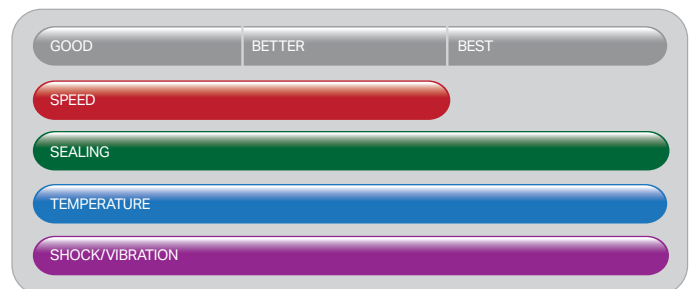 GOOD BETTER BEST
SPEED
SEALING
TEMPERATURE
SHOCK/VIBRATION